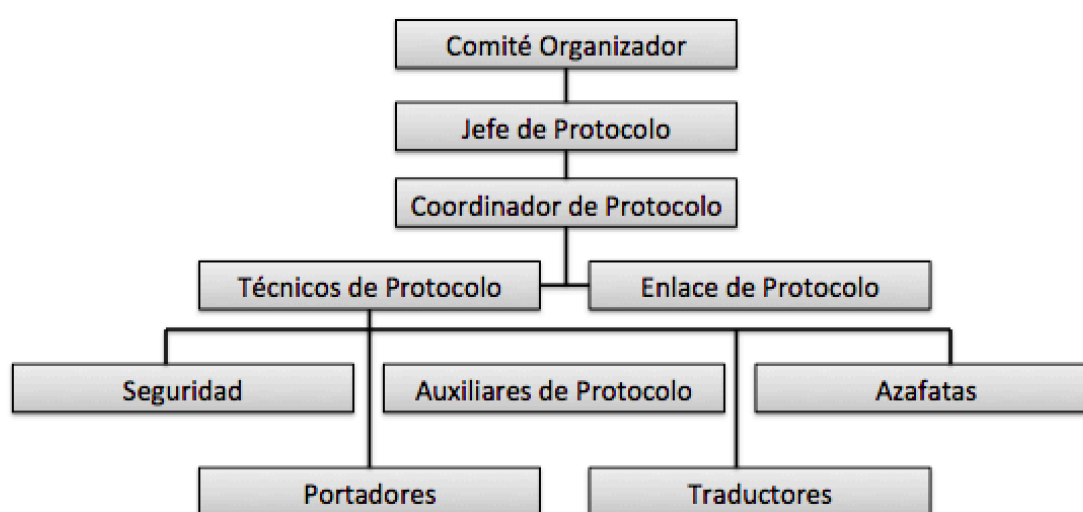 Comité Organizador
Jefe de Protocolo
Coordinador de Protocolo
Técnicos de Protocolo
Enlace de Protocolo
Seguridad
Auxiliares de Protocolo
Azafatas
Portadores
Traductores